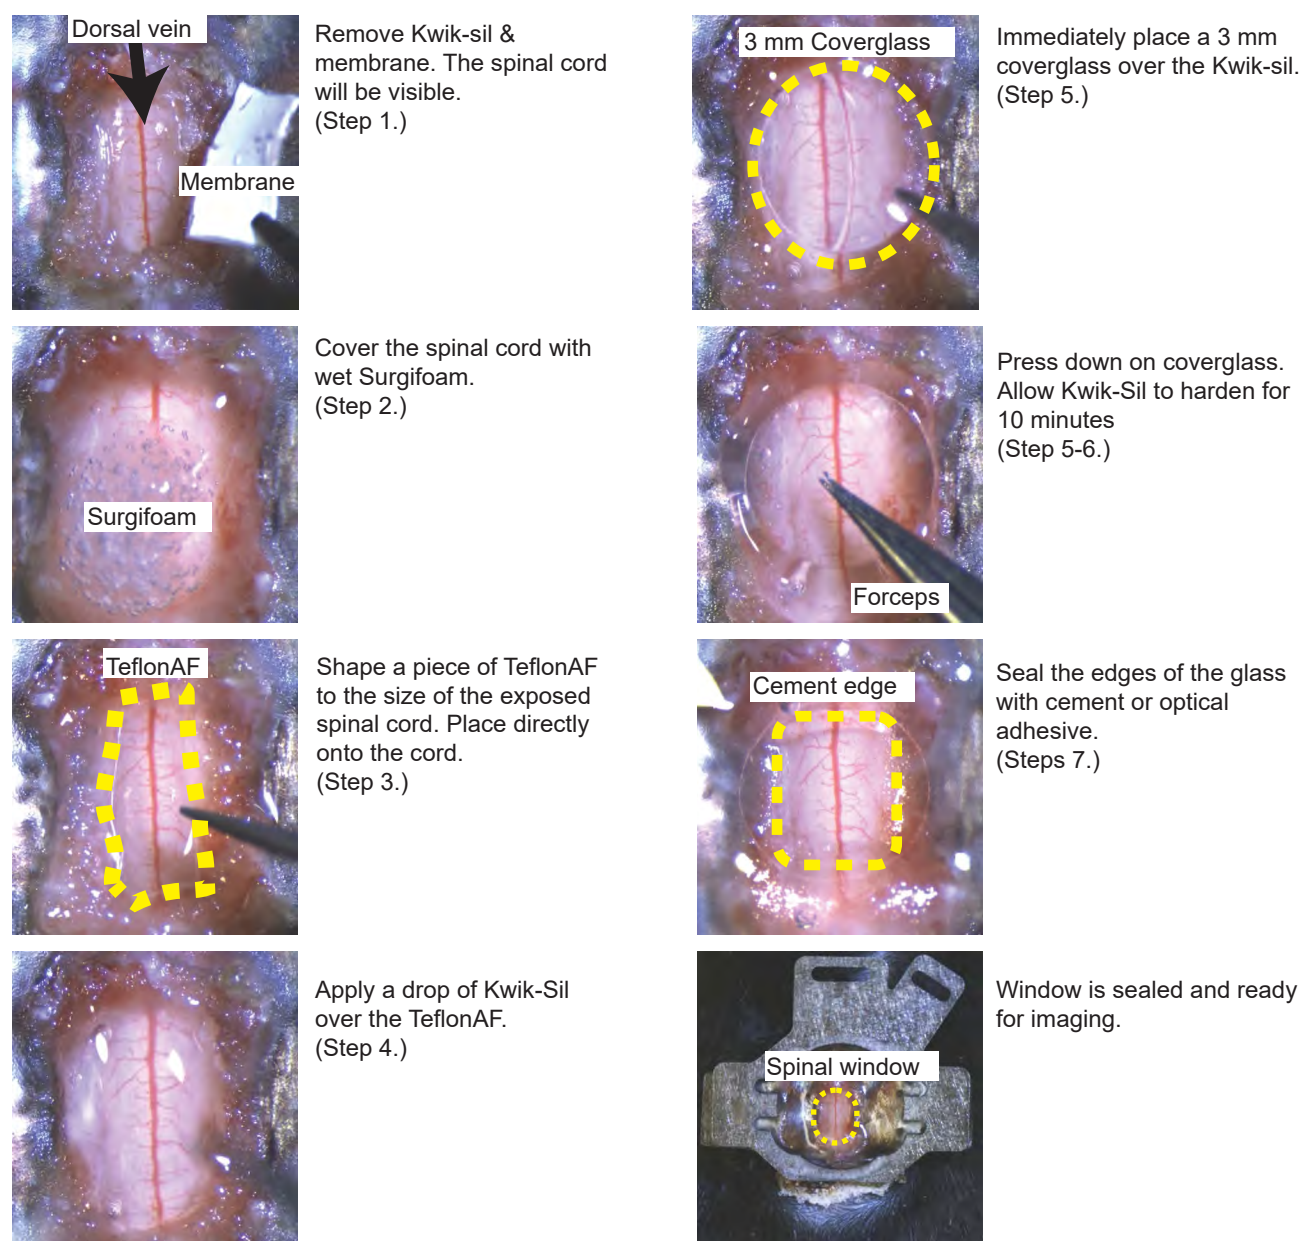 Dorsal vein
Membrane
Remove Kwik-sil &
membrane. The spinal cord
will be visible.
(Step 1.)
Surgifoam
Cover the spinal cord with
wet Surgifoam.
(Step 2.)
TeflonAF
Shape a piece of TeflonAF
to the size of the exposed
spinal cord. Place directly
onto the cord.
(Step 3.)
Apply a drop of Kwik-Sil
over the TeflonAF.
(Step 4.)
3 mm Coverglass
Immediately place a 3 mm
coverglass over the Kwik-sil.
(Step 5.)
Forceps
Press down on coverglass.
Allow Kwik-Sil to harden for
10 minutes
(Step 5-6.)
Cement edge
Seal the edges of the glass
with cement or optical
adhesive.
(Steps 7.)
Spinal window
Window is sealed and ready
for imaging.